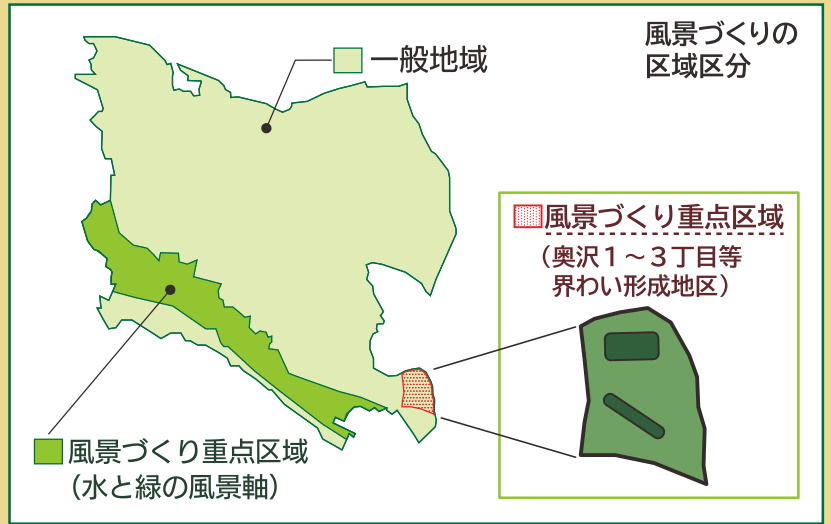 風景づくりの
区域区分
一般地域
風景づくり重点区域
（奥沢１～３丁目等
界わい形成地区）
風景づくり重点区域
（水と緑の風景軸）